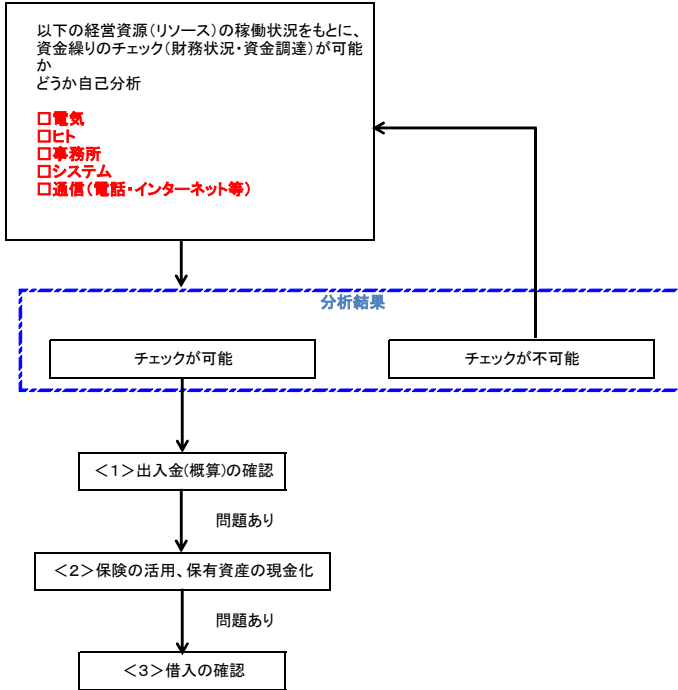 以下の経営資源（リソース）の稼働状況をもとに、
資金繰りのチェック（財務状況・資金調達）が可能
か
どうか自己分析
□電気
□ヒト
□事務所
□システム
□通信（電話・インターネット等）
分析結果
チェックが可能
チェックが不可能
＜１＞出入金(概算)の確認
問題あり
＜２＞保険の活用、保有資産の現金化
問題あり
＜３＞借入の確認